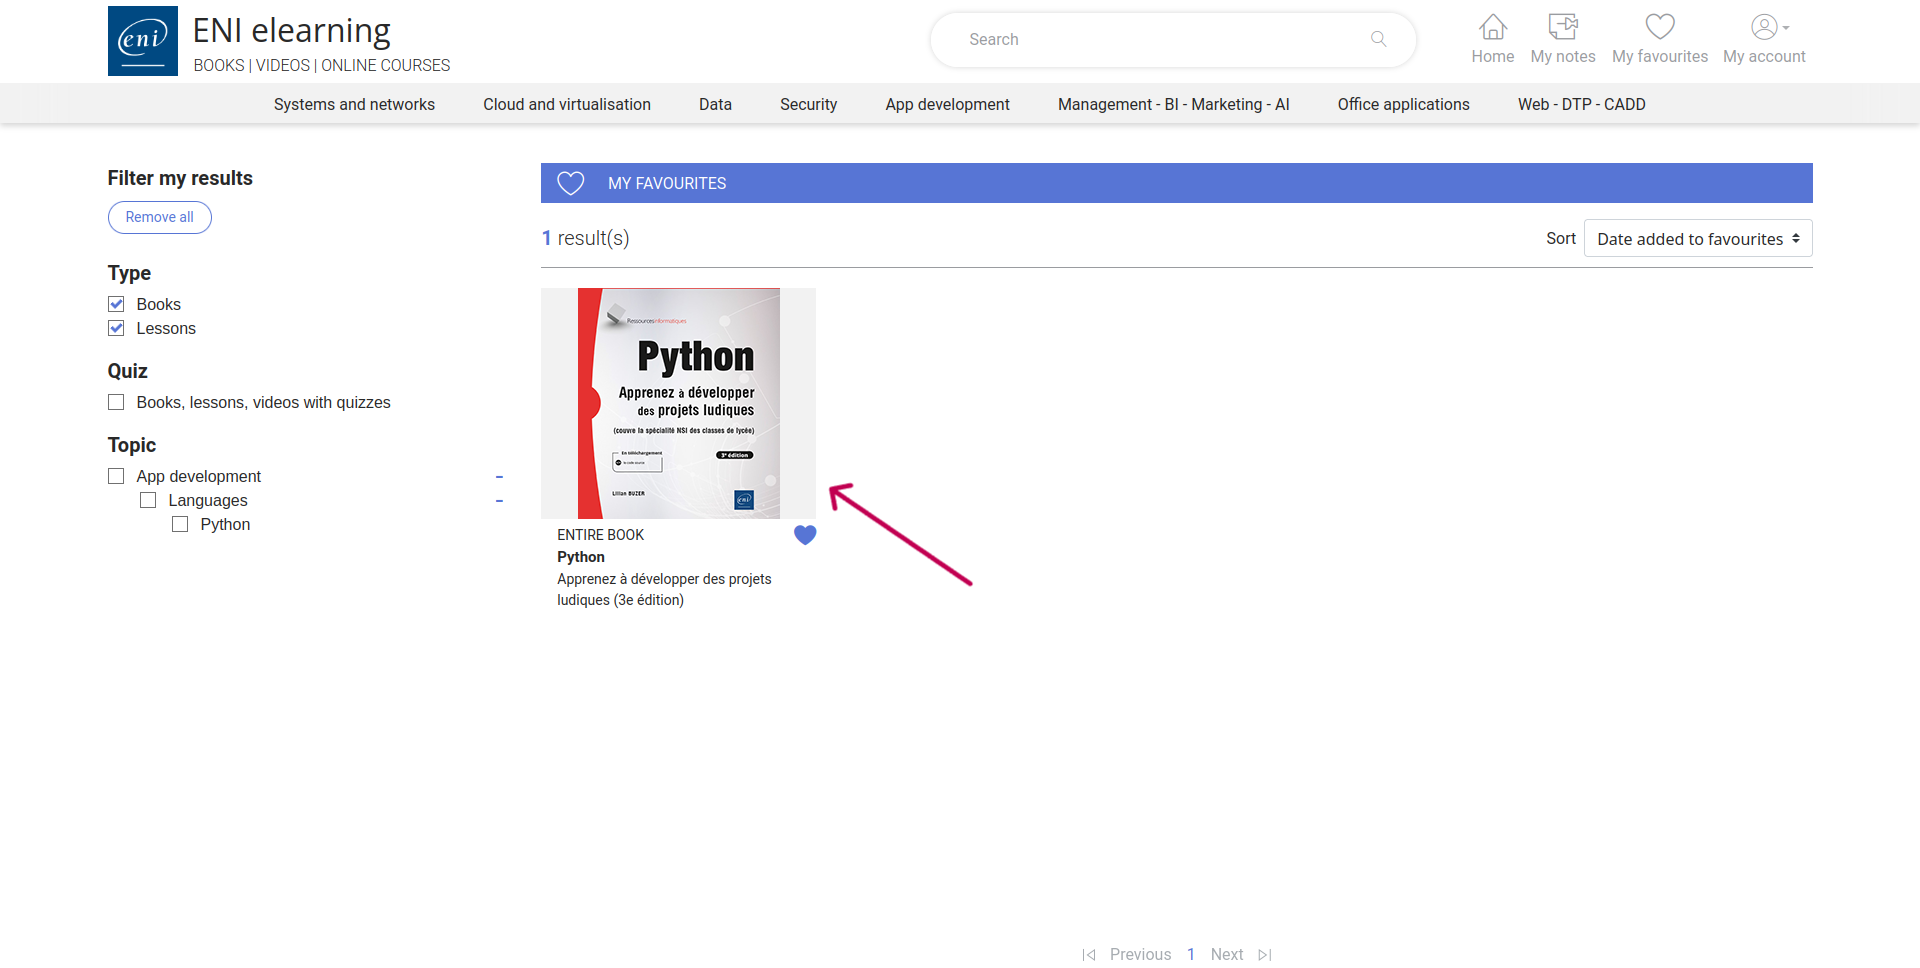 eni
ENI elearning
BOOKS | VIDEOS | ONLINE COURSES
Search
Home
My notes
My favourites
My account
Systems and networks
Cloud and virtualisation
Data
Security
App development
Management - BI - Marketing - AI
Office applications
Web - DTP - CADD
Filter my results
Remove all
Type
Books
Lessons
Quiz
Books, lessons, videos with quizzes
Topic
App development
Languages
Python
MY FAVOURITES
1 result(s)
Sort
Date added to favourites
Ressourcesinformatiques
Python
Apprenez à développer
des projets ludiques
(couvre la spécialité NSI des classes de lycée)
En téléchargement
le code source
3e édition
Lilian BUZER
eni
ENTIRE BOOK
Python
Apprenez à développer des projets
ludiques (3e édition)
Previous
1
Next